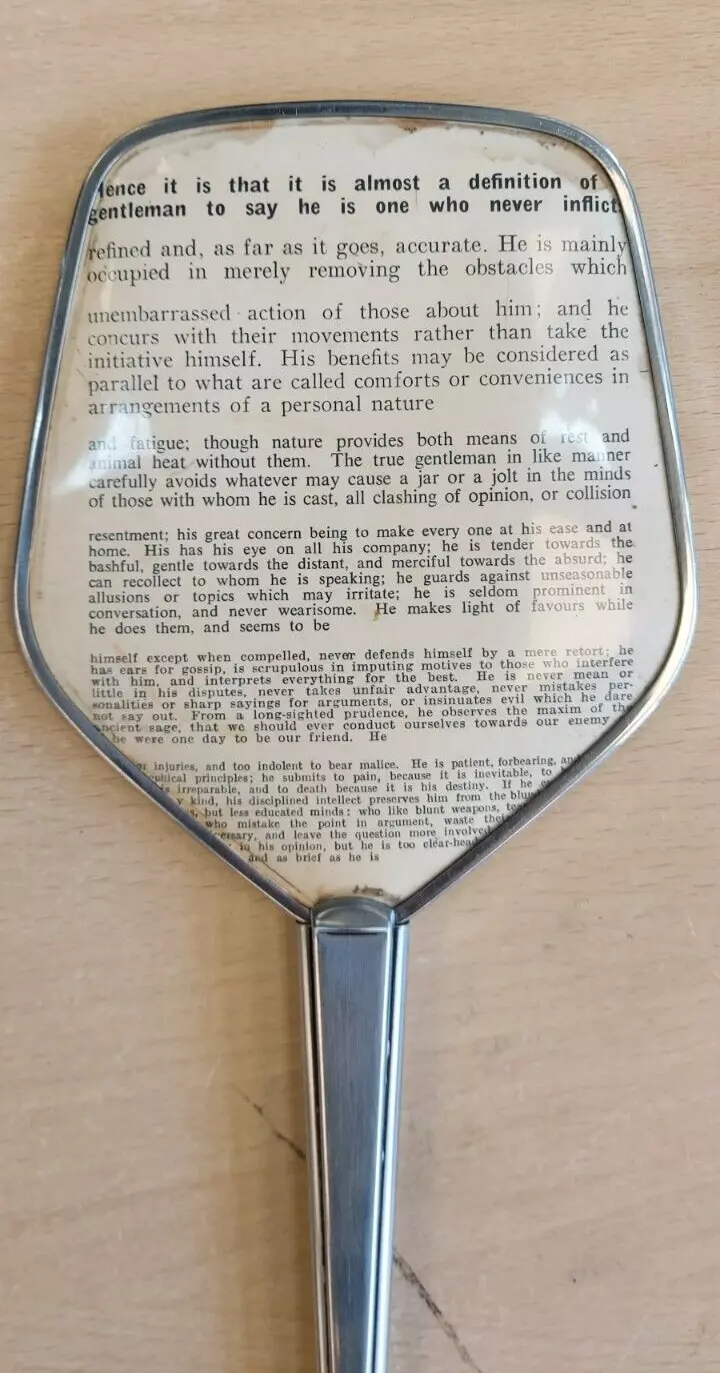 Hence it is that it is almost a definition of
gentleman to say he is one who never inflict
refined and, as far as it goes, accurate. He is mainly
occupied in merely removing the obstacles which
unembarrassed action of those about him; and he
concurs with their movements rather than take the
initiative himself. His benefits may be considered as
parallel to what are called comforts or conveniences in
arrangements of a personal nature
and fatigue; though nature provides both means of rest and
animal heat without them. The true gentleman in like manner
carefully avoids whatever may cause a jar or a jolt in the minds
of those with whom he is cast, all clashing of opinion, or collision
resentment; his great concern being to make every one at his ease and at
home. His has his eye on all his company; he is tender towards the
bashful, gentle towards the distant, and merciful towards the absurd; he
can recollect to whom he is speaking; he guards against unseasonable
allusions or topics which may irritate; he is seldom prominent in
conversation, and never wearisome. He makes light of favours while
he does them, and seems to be
himself except when compelled, never defends himself by a mere retort; he
has ears for gossip, is scrupulous in imputing motives to those who interfere
with him, and interprets everything for the best. He is never mean or
little in his disputes, never takes unfair advantage, never mistakes per-
sonalities or sharp sayings for arguments, or insinuates evil which he dare
not say out. From a long-sighted prudence, he observes the maxim of the
ancient sage, that we should ever conduct ourselves towards our enemy
he were one day to be our friend. He
injuries, and too indolent to bear malice. He is patient, forbearing, an
phical principles; he submits to pain, because it is inevitable, to
is irreparable, and to death because it is his destiny. If he
kind, his disciplined intellect preserves him from the blun
but less educated minds: who like blunt weapons,
who mistake the point in argument, waste thei
ersary, and leave the question more involved
in his opinion, but he is too clear-head
and as brief as he is